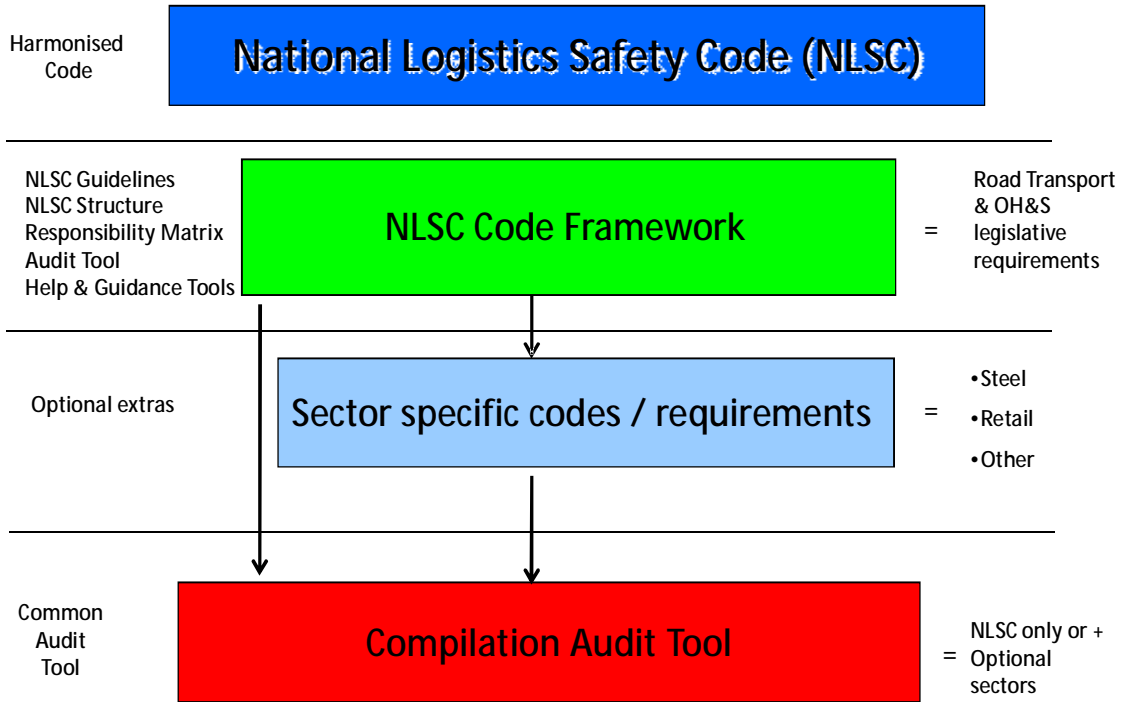 Harmonised
Code
National Logistics Safety Code (NLSC)
NLSC Guidelines
NLSC Structure
Responsibility Matrix
Audit Tool
Help & Guidance Tools
NLSC Code Framework
=
Road Transport
& OH&S
legislative
requirements
Optional extras
Sector specific codes / requirements
=
•Steel
•Retail
•Other
Common
Audit
Tool
Compilation Audit Tool
=
NLSC only or +
Optional
sectors